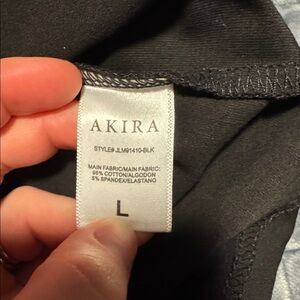 AKIRA
STYLE# JLM91410-BLK
MAIN FABRIC/MAIN FABRIC:
95% COTTON/ALGODON
5% SPANDEX/ELASTANO
L